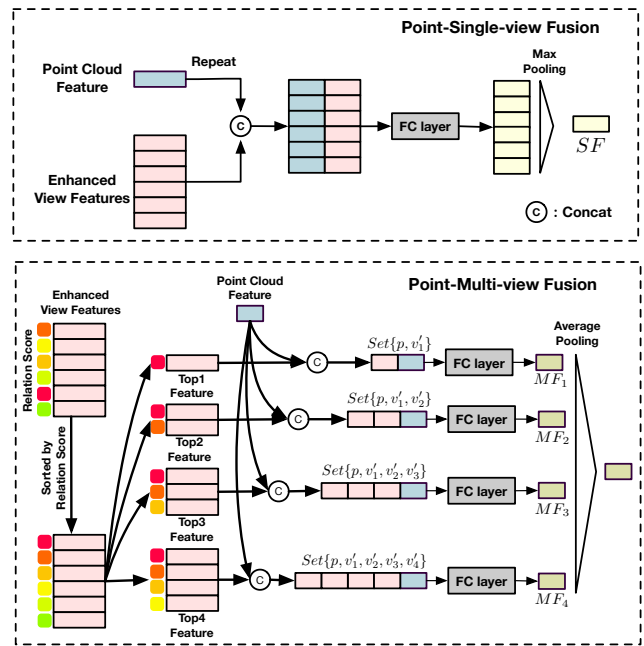 Point-Single-view Fusion
Point Cloud
Feature
Repeat
Max
Pooling
C
FC layer
SF
Enhanced
View Features
C : Concat
Point-Multi-view Fusion
Enhanced
View Features
Point Cloud
Feature
Relation Score
Average
Pooling
Top1
Feature
C
Set{p, v′₁}
FC layer
MF₁
Top2
Feature
C
Set{p, v′₁, v′₂}
FC layer
MF₂
Sorted by
Relation Score
Top3
Feature
C
Set{p, v′₁, v′₂, v′₃}
FC layer
MF₃
Top4
Feature
C
Set{p, v′₁, v′₂, v′₃, v′₄}
FC layer
MF₄